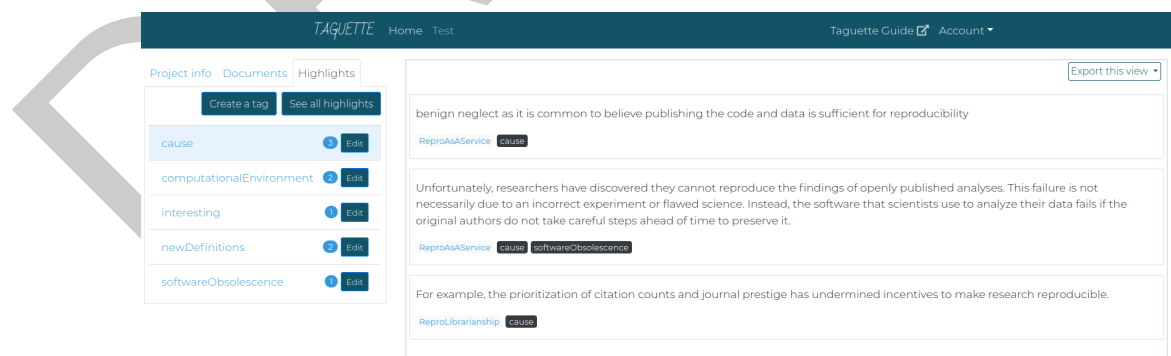 TAGUETTE Home Test Taguette Guide Account
Project info Documents Highlights
Export this view
Create a tag See all highlights
cause 3 Edit
computationalEnvironment 2 Edit
interesting 1 Edit
newDefinitions 2 Edit
softwareObsolescence 1 Edit
benign neglect as it is common to believe publishing the code and data is sufficient for reproducibility
ReproAsAService cause
Unfortunately, researchers have discovered they cannot reproduce the findings of openly published analyses. This failure is not
necessarily due to an incorrect experiment or flawed science. Instead, the software that scientists use to analyze their data fails if the
original authors do not take careful steps ahead of time to preserve it.
ReproAsAService cause softwareObsolescence
For example, the prioritization of citation counts and journal prestige has undermined incentives to make research reproducible.
ReproLibrarianship cause